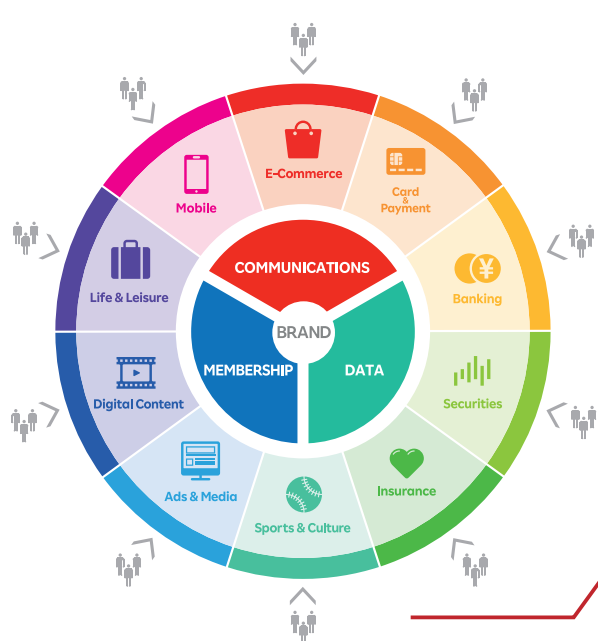 E-Commerce
Card
&
Payment
Banking
¥
Securities
Insurance
Sports & Culture
Ads & Media
Digital Content
Life & Leisure
Mobile
COMMUNICATIONS
BRAND
MEMBERSHIP
DATA